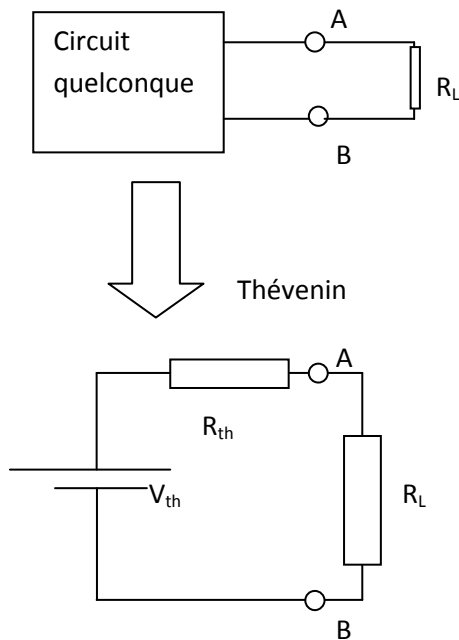 Circuit
quelconque
A
R_L
B
Thévenin
A
R_th
V_th
R_L
B